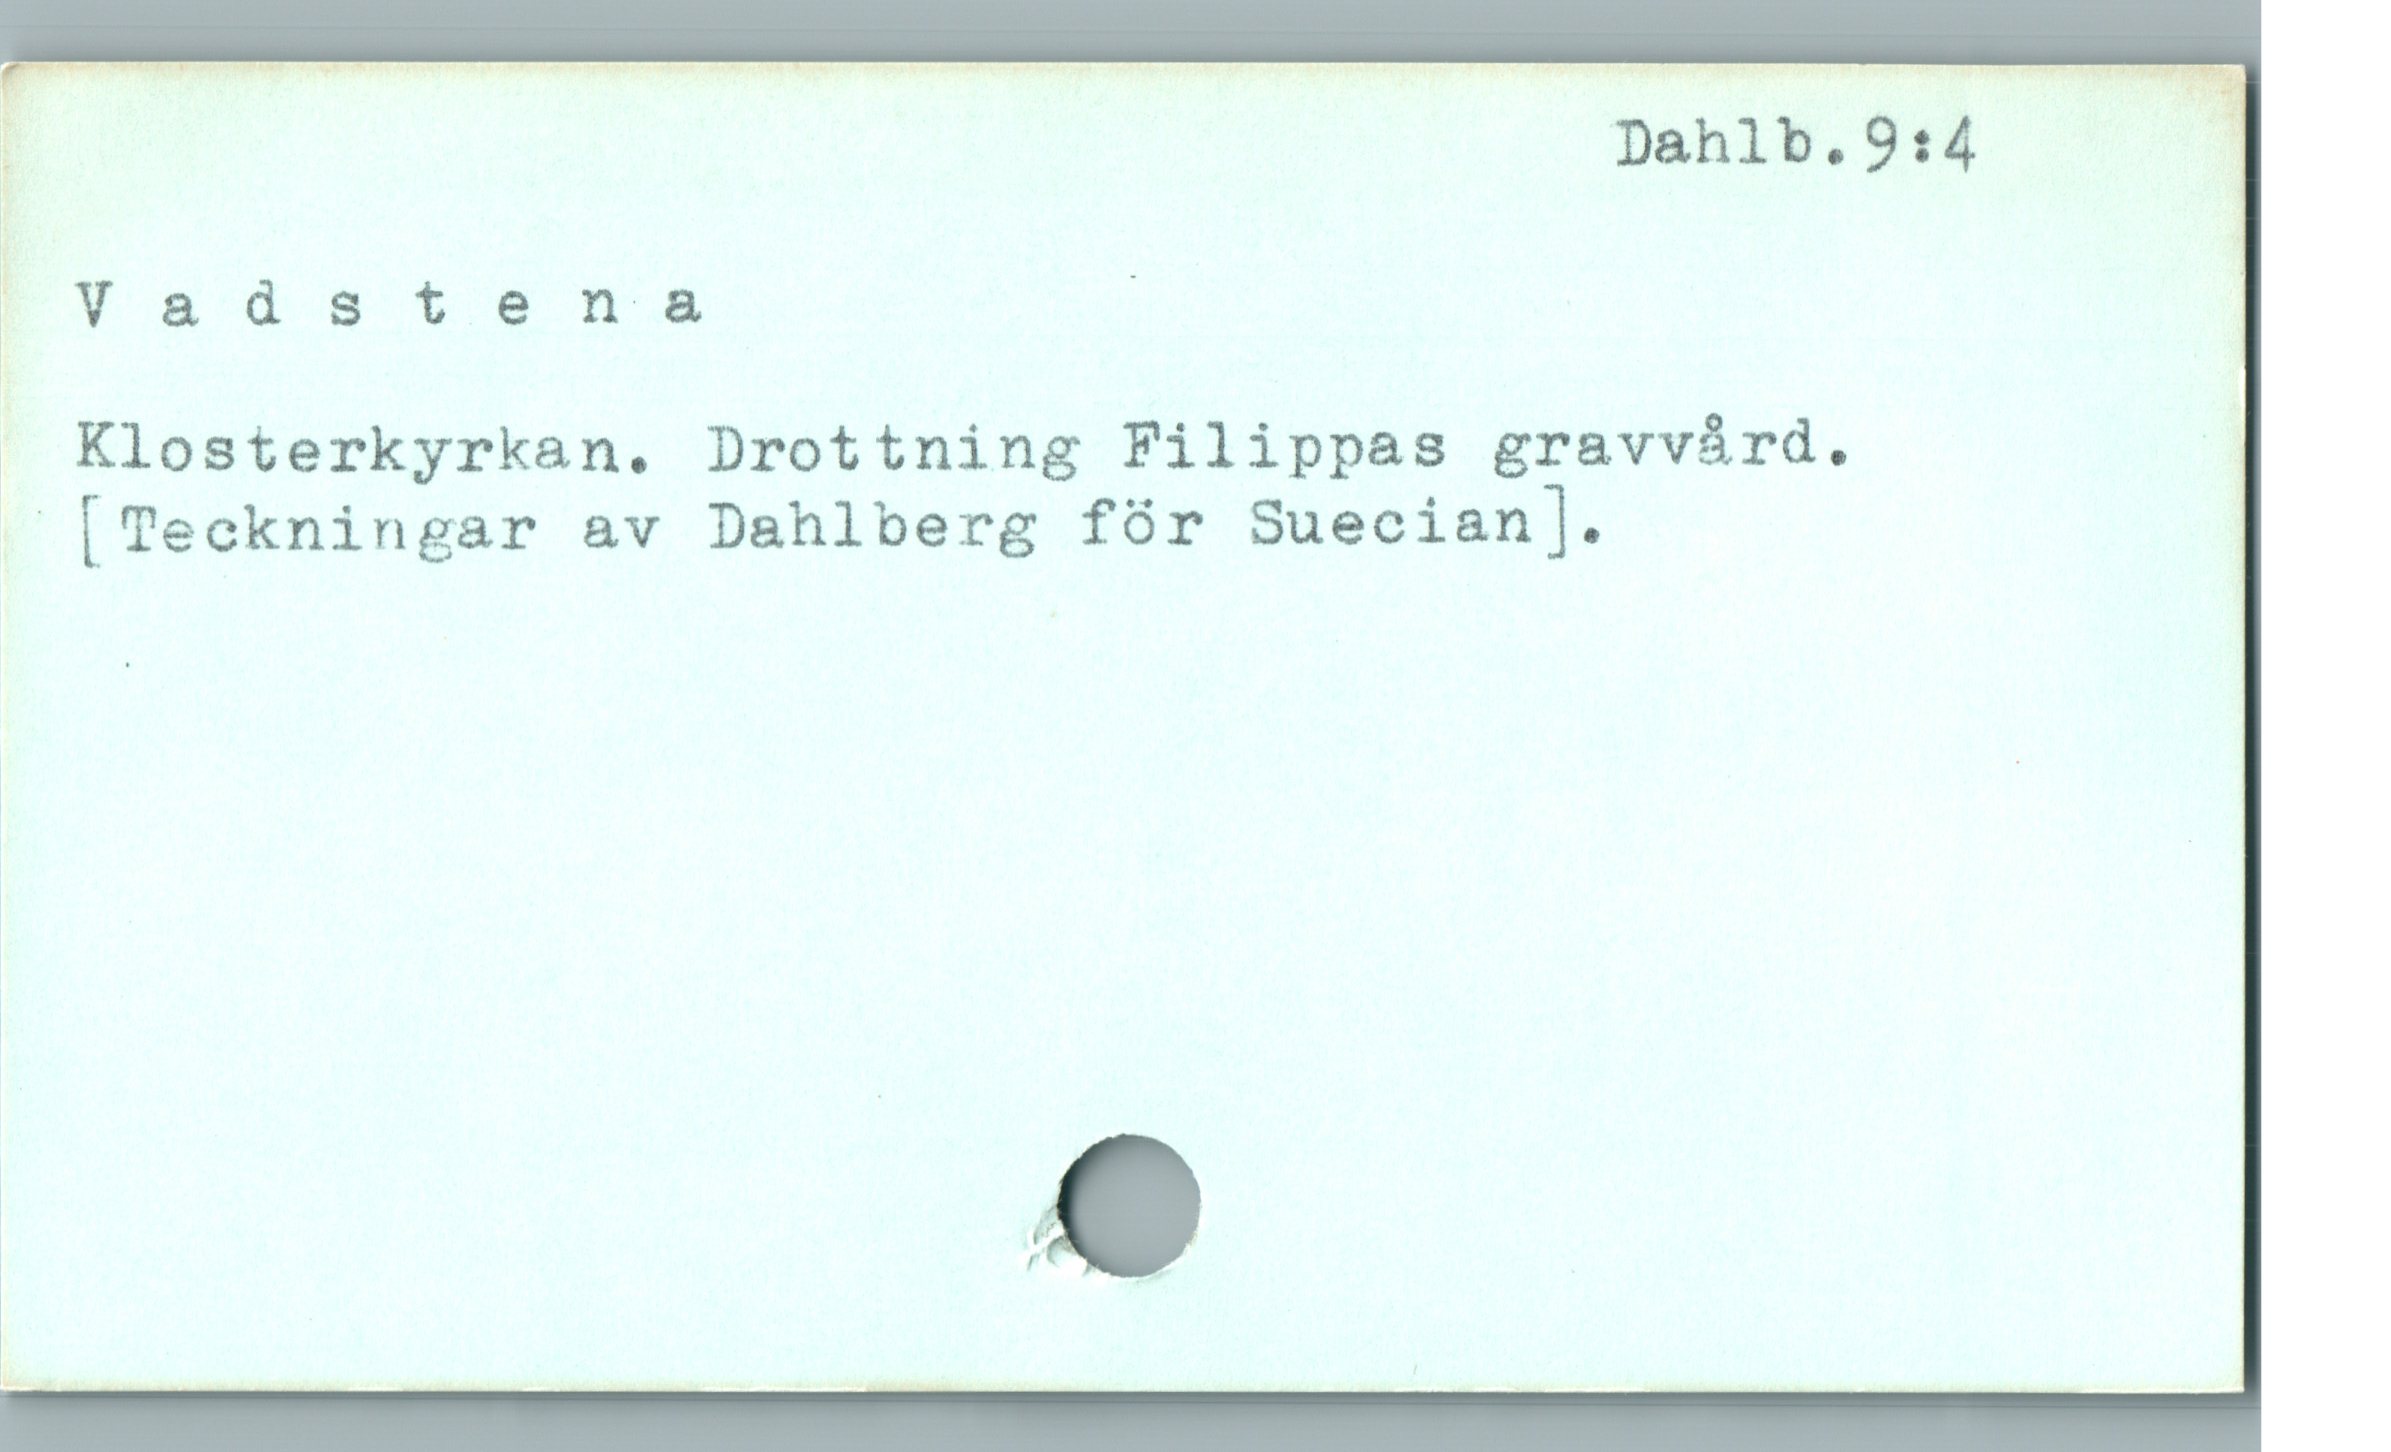 Dahlb.9:4
V a d s t e n a
Klosterkyrkan. Drottning Filippas gravvård.
[Teckningar av Dahlberg för Suecian].